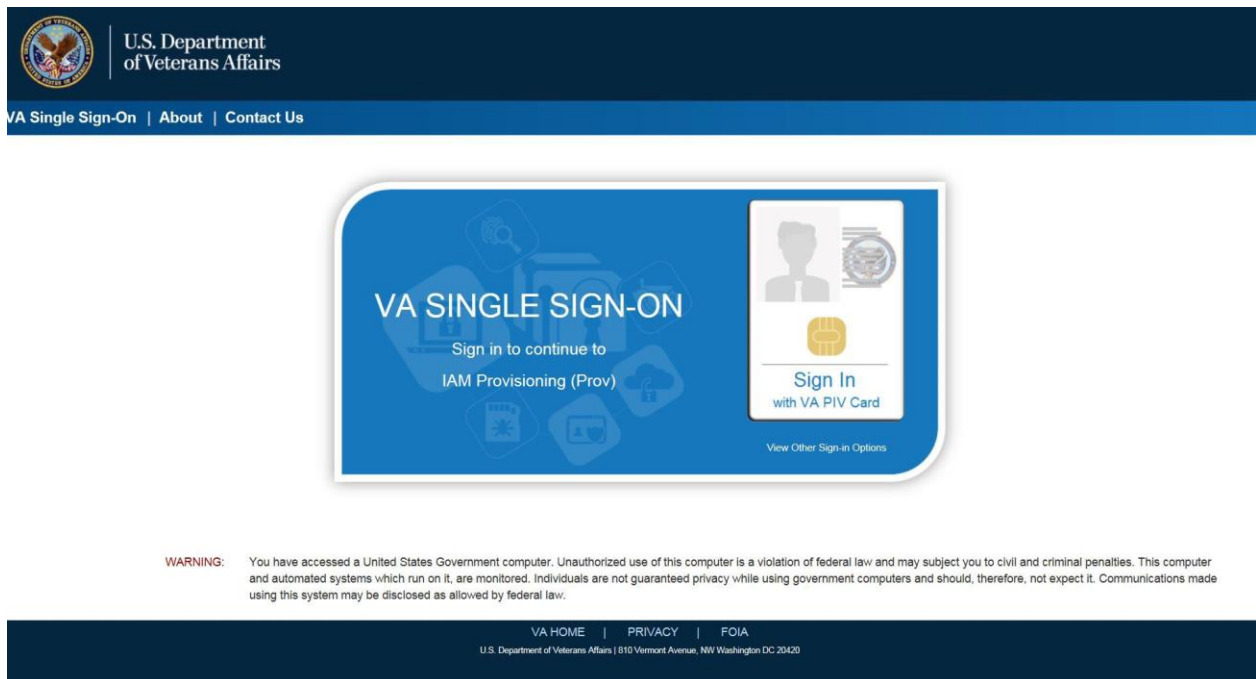 U.S. Department
of Veterans Affairs
VA Single Sign-On | About | Contact Us
VA SINGLE SIGN-ON
Sign in to continue to
IAM Provisioning (Prov)
Sign In
with VA PIV Card
View Other Sign-in Options
WARNING: You have accessed a United States Government computer. Unauthorized use of this computer is a violation of federal law and may subject you to civil and criminal penalties. This computer
and automated systems which run on it, are monitored. Individuals are not guaranteed privacy while using government computers and should, therefore, not expect it. Communications made
using this system may be disclosed as allowed by federal law.
VA HOME | PRIVACY | FOIA
U.S. Department of Veterans Affairs | 810 Vermont Avenue, NW Washington DC 20420